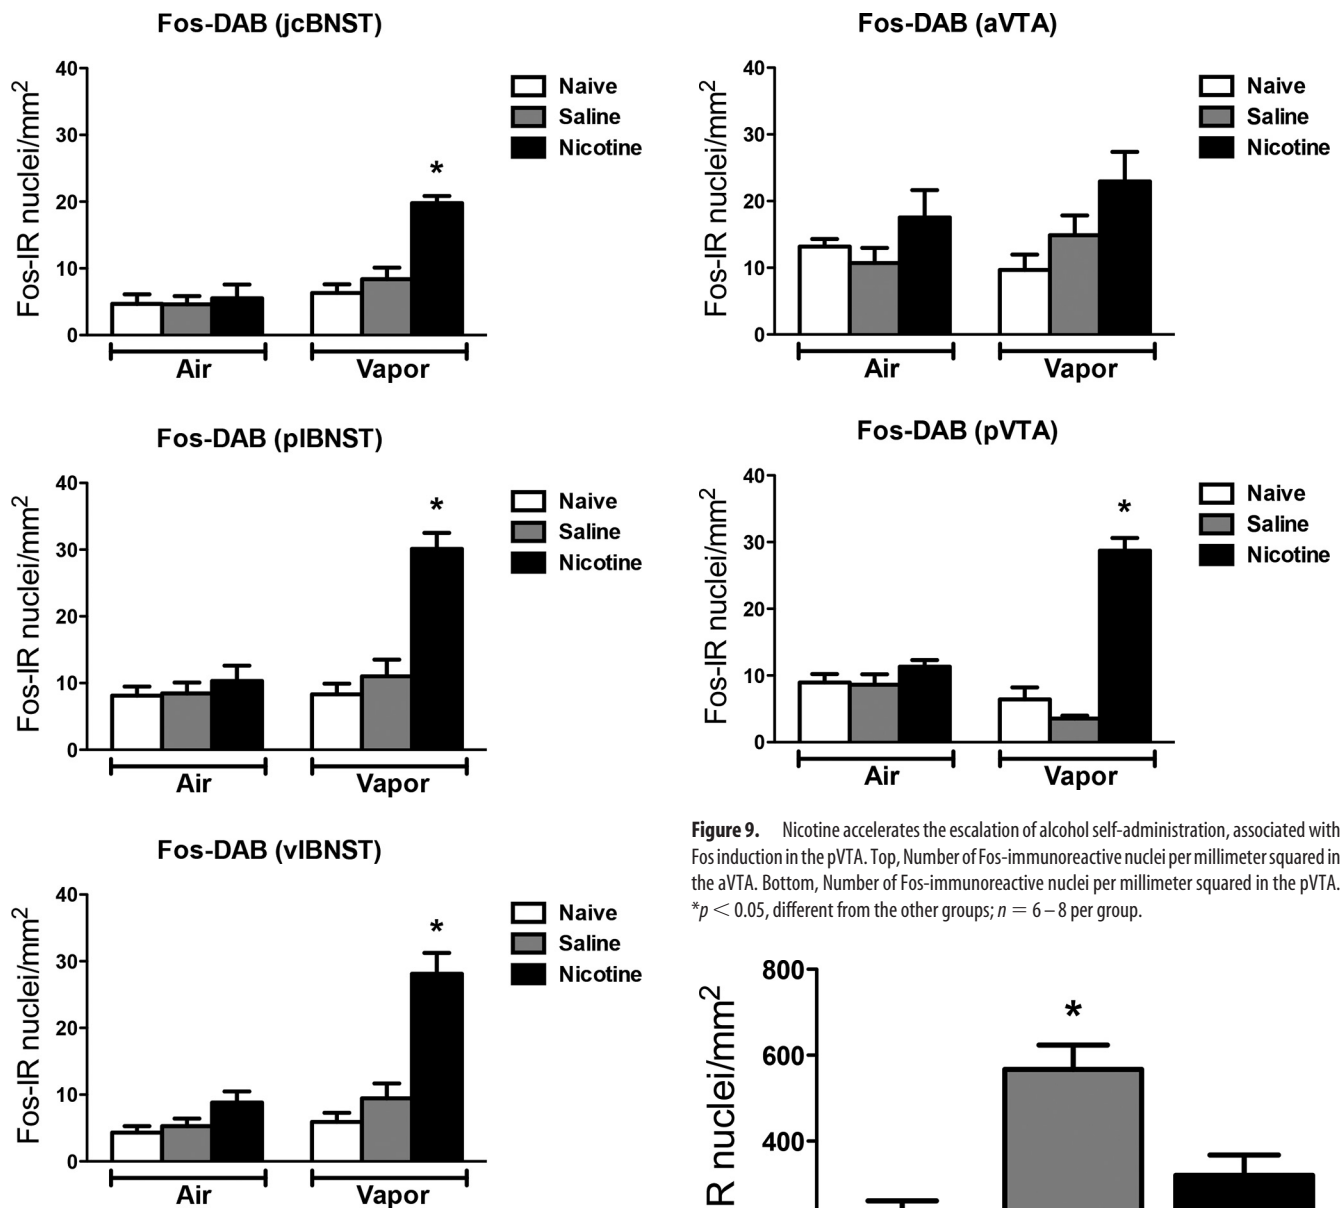 Fos-DAB (jcBNST)
Fos-IR nuclei/mm2
40
30
20
10
0
*
Naive
Saline
Nicotine
Air
Vapor
Fos-DAB (plBNST)
Fos-IR nuclei/mm2
40
30
20
10
0
*
Naive
Saline
Nicotine
Air
Vapor
Fos-DAB (vlBNST)
Fos-IR nuclei/mm2
40
30
20
10
0
*
Naive
Saline
Nicotine
Air
Vapor
Fos-DAB (aVTA)
Fos-IR nuclei/mm2
40
30
20
10
0
Naive
Saline
Nicotine
Air
Vapor
Fos-DAB (pVTA)
Fos-IR nuclei/mm2
40
30
20
10
0
*
Naive
Saline
Nicotine
Air
Vapor
Figure 9. Nicotine accelerates the escalation of alcohol self-administration, associated with
Fos induction in the pVTA. Top, Number of Fos-immunoreactive nuclei per millimeter squared in
the aVTA. Bottom, Number of Fos-immunoreactive nuclei per millimeter squared in the pVTA.
*p < 0.05, different from the other groups; n = 6–8 per group.
R nuclei/mm2
800
600
400
*